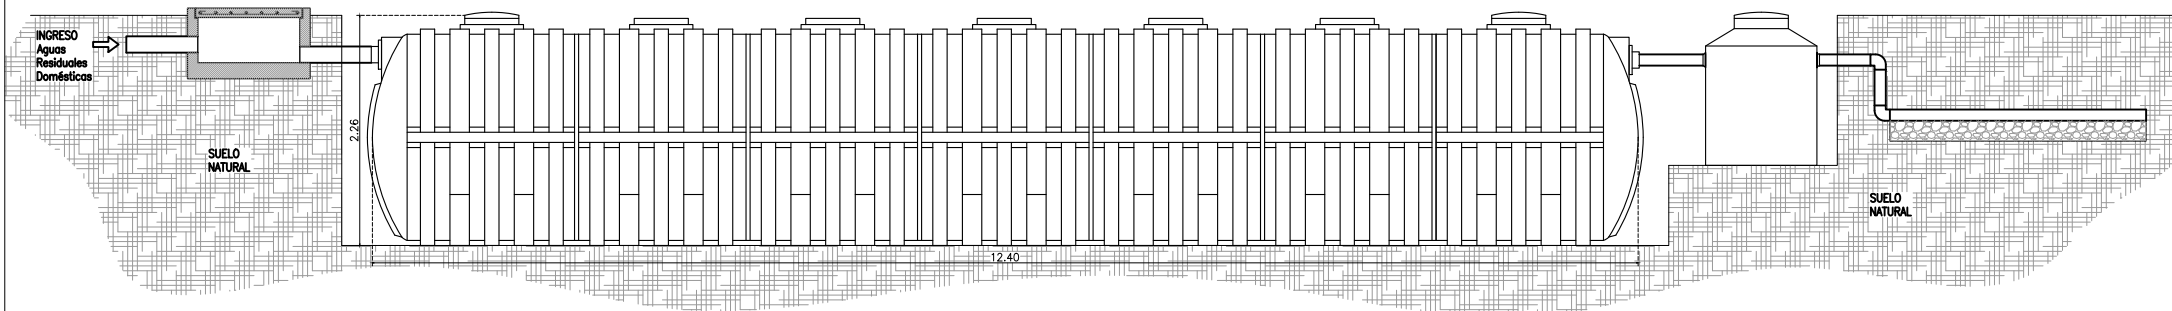 INGRESO
Aguas
Residuales
Domésticas
2.26
SUELO
NATURAL
12.40
SUELO
NATURAL